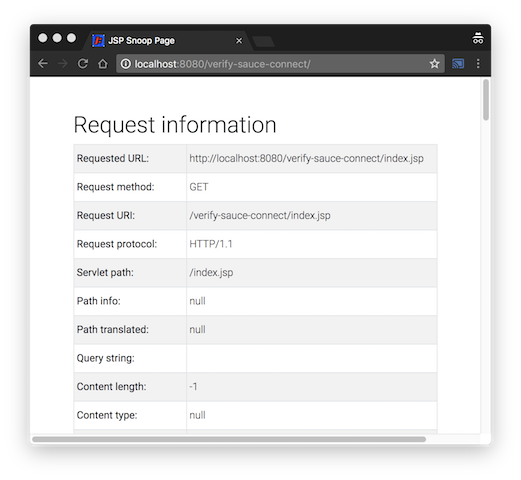 JSP Snoop Page
localhost:8080/verify-sauce-connect/
Request information
Requested URL: http://localhost:8080/verify-sauce-connect/index.jsp
Request method: GET
Request URI: /verify-sauce-connect/index.jsp
Request protocol: HTTP/1.1
Servlet path: /index.jsp
Path info: null
Path translated: null
Query string:
Content length: -1
Content type: null